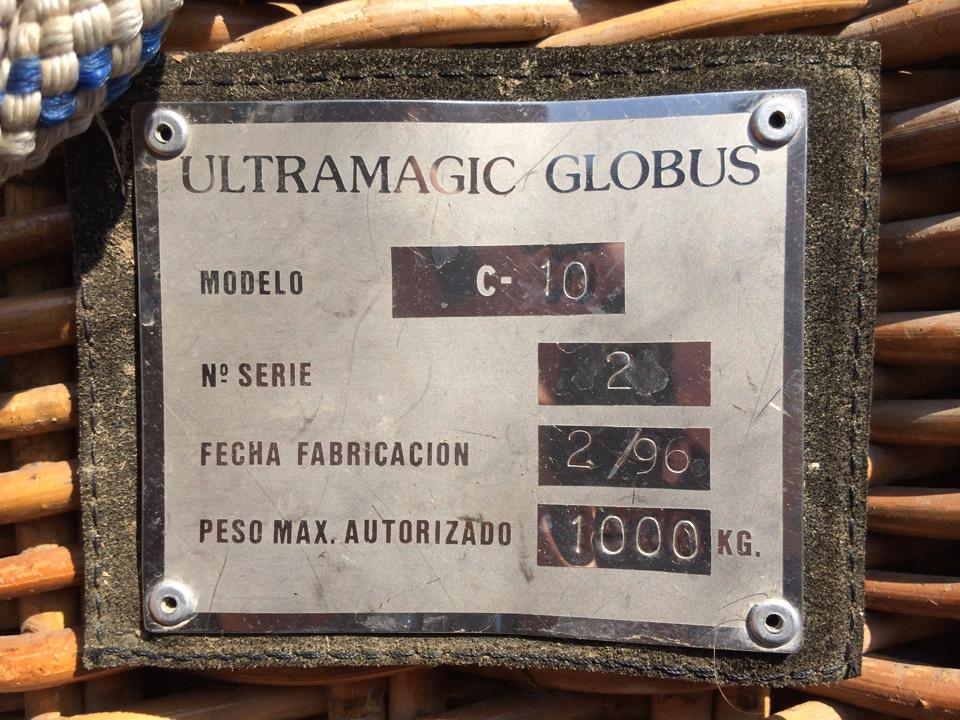 ULTRAMAGIC GLOBUS
MODELO C- 10
Nº SERIE 2
FECHA FABRICACION 2/96
PESO MAX. AUTORIZADO 1000 KG.